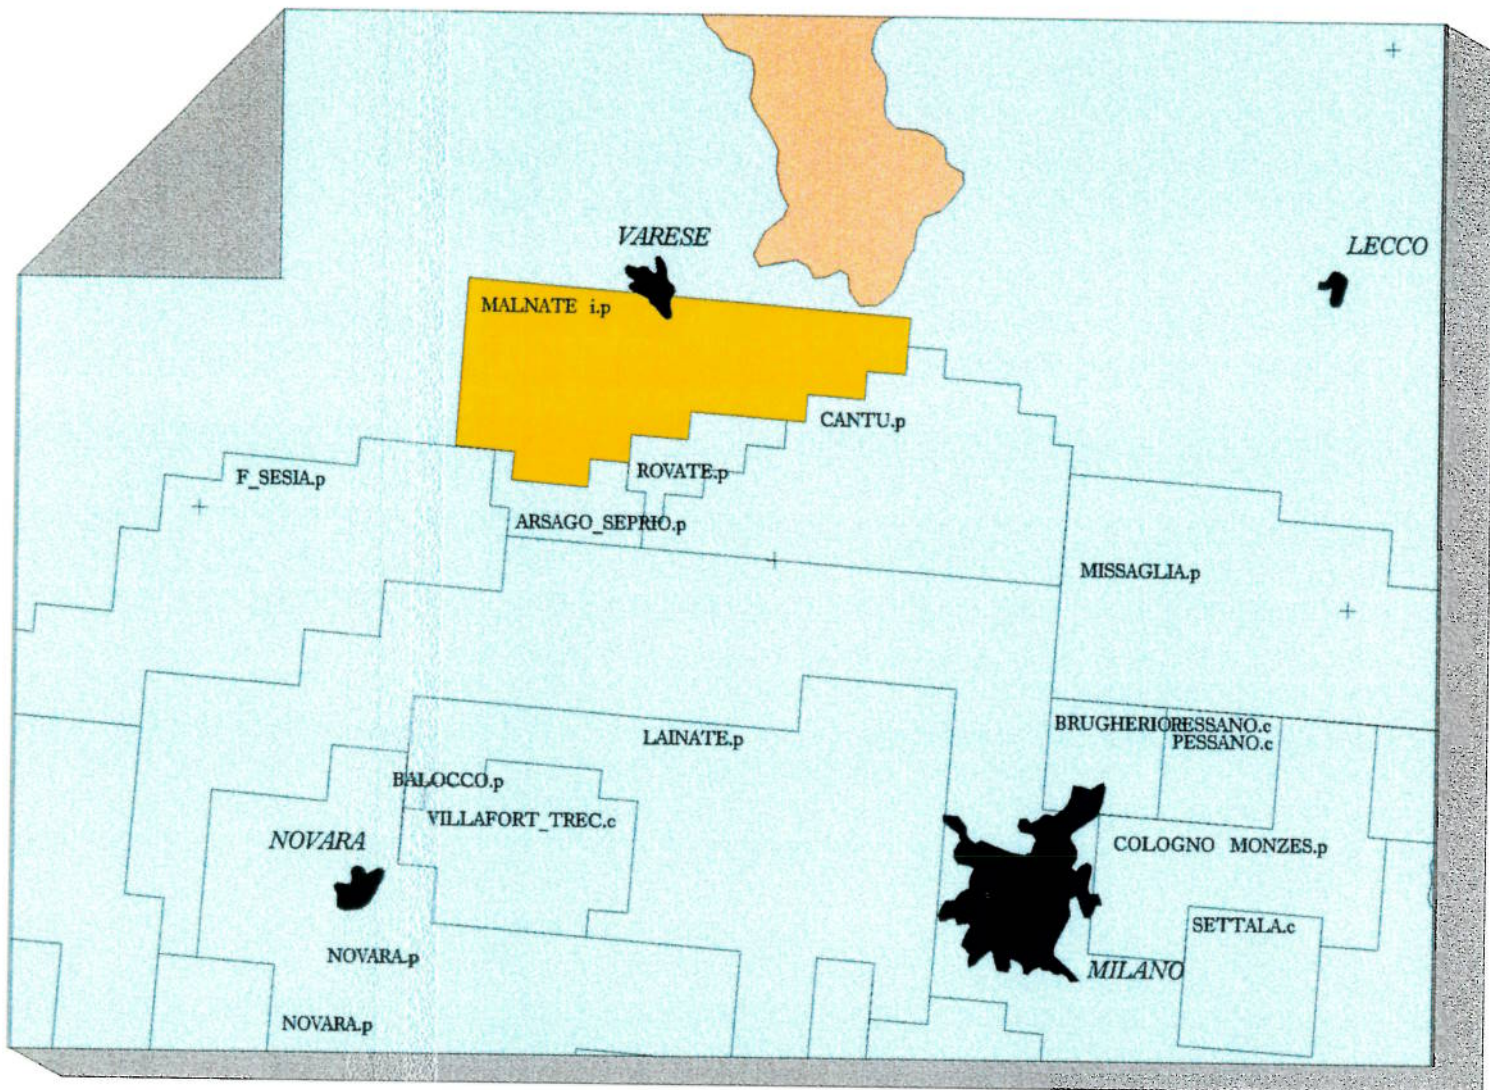 VARESE
LECCO
MALNATE i.p
CANTU.p
F_SESIA.p
ROVATE.p
ARSAGO_SEPRIO.p
MISSAGLIA.p
BRUGHERIO
RESSANO.c
PESSANO.c
LAINATE.p
BALOCCO.p
VILLAFORT_TREC.c
NOVARA
COLOGNO MONZES.p
SETTALA.c
NOVARA.p
MILANO
NOVARA.p